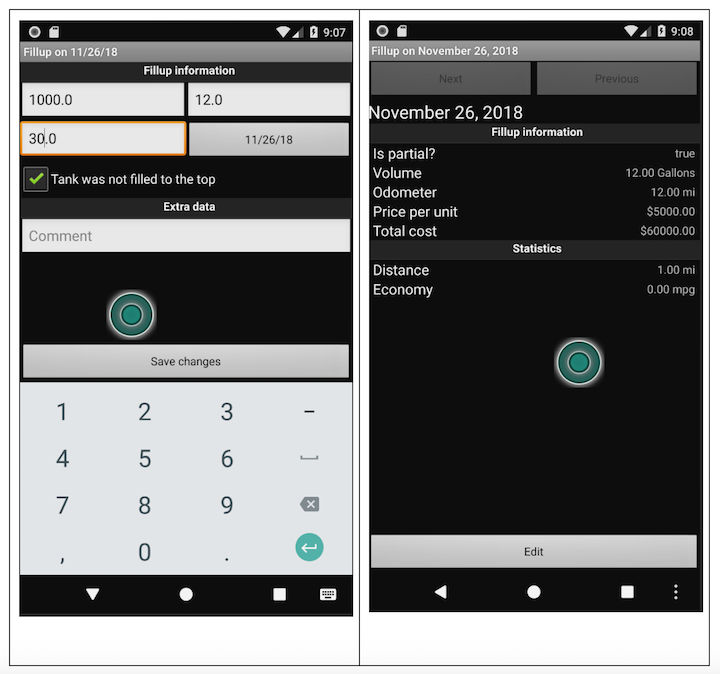 9:07
Fillup on 11/26/18
Fillup information
1000.0 12.0
30.0 11/26/18
Tank was not filled to the top
Extra data
Comment
Save changes
1 2 3 –
4 5 6
7 8 9
, 0 .
9:08
Fillup on November 26, 2018
Next Previous
November 26, 2018
Fillup information
Is partial? true
Volume 12.00 Gallons
Odometer 12.00 mi
Price per unit $5000.00
Total cost $60000.00
Statistics
Distance 1.00 mi
Economy 0.00 mpg
Edit